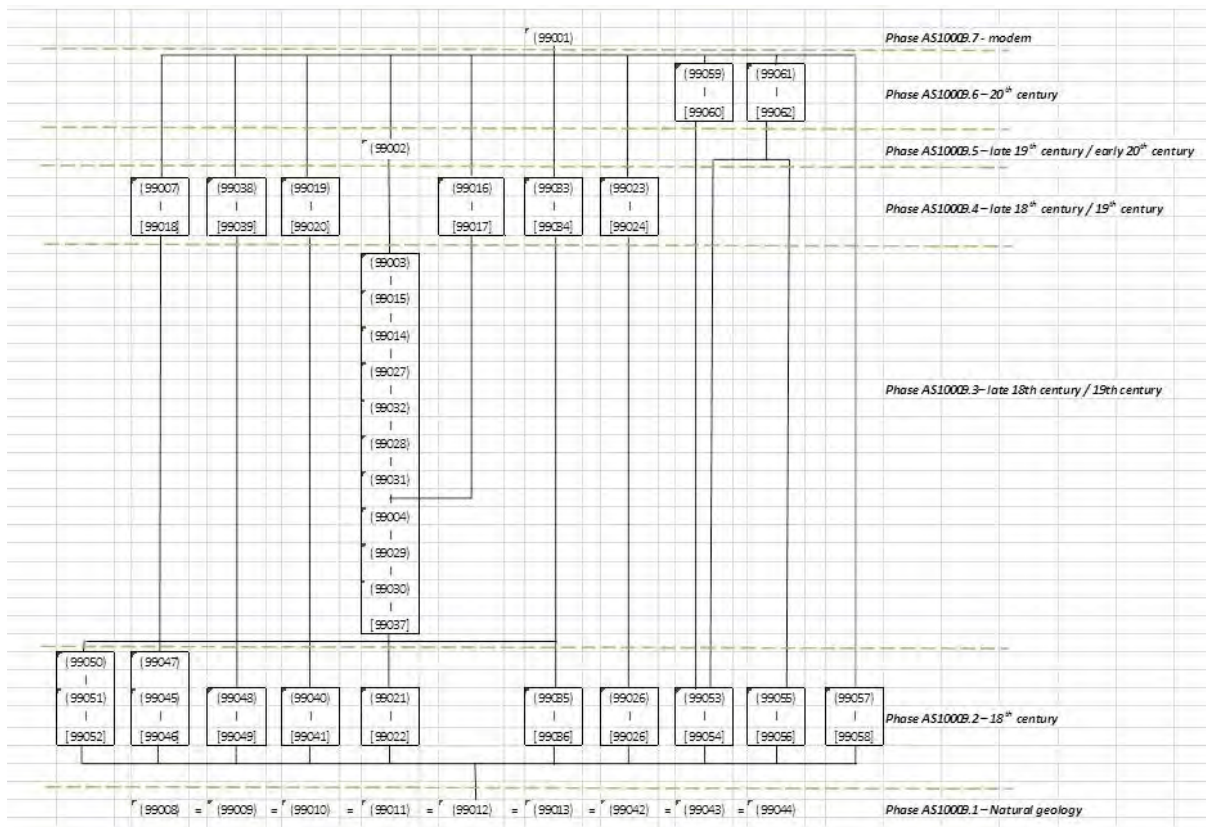 (99001) Phase AS10009.7 - modern
(99059) (99061)
Phase AS10009.6 – 20th century
[99060] [99062]
(99002) Phase AS10009.5 – late 19th century / early 20th century
(99007) (99038) (99019) (99016) (99033) (99023)
Phase AS10009.4 – late 18th century / 19th century
[99018] [99039] [99020] [99017] [99034] [99024]
(99003)
(99015)
(99014)
(99027)
Phase AS10009.3– late 18th century / 19th century
(99032)
(99028)
(99031)
(99004)
(99029)
(99030)
[99037]
(99050) (99047)
(99051) (99045) (99048) (99040) (99021) (99035) (99026) (99053) (99055) (99057)
Phase AS10009.2 – 18th century
[99052] [99046] [99049] [99041] [99022] [99036] [99026] [99054] [99056] [99058]
(99008) = (99009) = (99010) = (99011) = (99012) = (99013) = (99042) = (99043) = (99044) Phase AS10009.1 – Natural geology